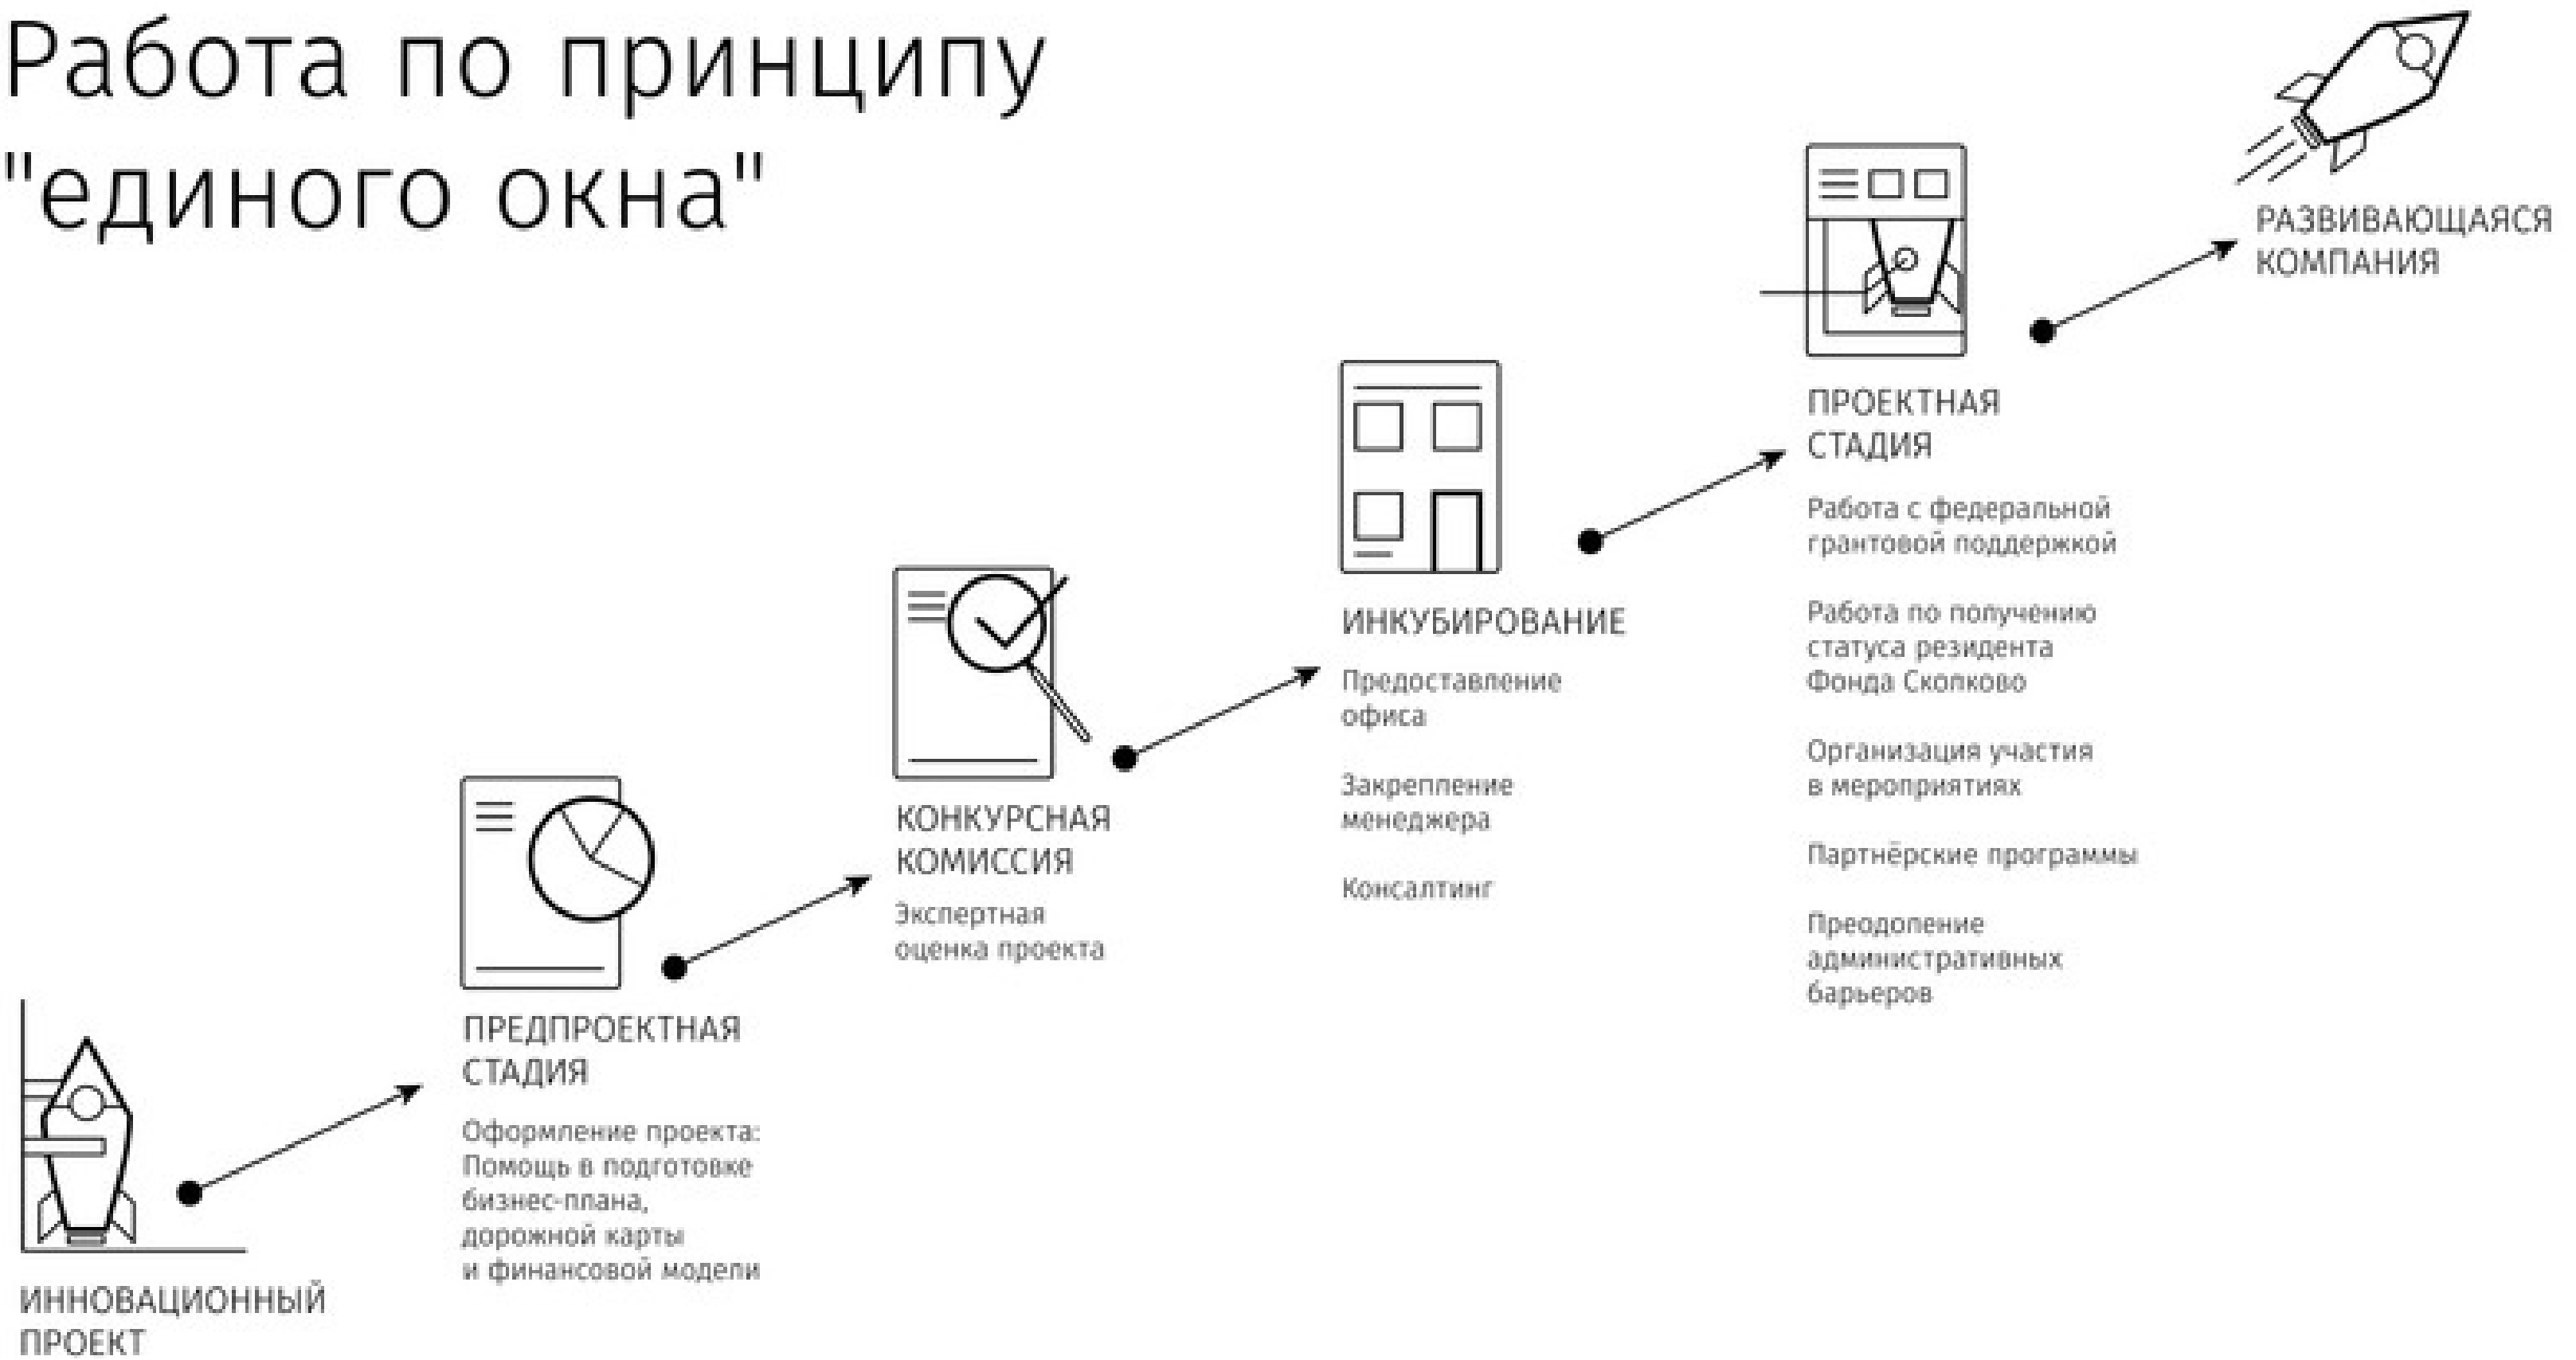 Работа по принципу
"единого окна"
ИННОВАЦИОННЫЙ
ПРОЕКТ
ПРЕДПРОЕКТНАЯ
СТАДИЯ
Оформление проекта:
Помощь в подготовке
бизнес-плана,
дорожной карты
и финансовой модели
КОНКУРСНАЯ
КОМИССИЯ
Экспертная
оценка проекта
ИНКУБИРОВАНИЕ
Предоставление
офиса
Закрепление
менеджера
Консалтинг
ПРОЕКТНАЯ
СТАДИЯ
Работа с федеральной
грантовой поддержкой
Работа по получению
статуса резидента
Фонда Сколково
Организация участия
в мероприятиях
Партнёрские программы
Преодоление
административных
барьеров
РАЗВИВАЮЩАЯСЯ
КОМПАНИЯ